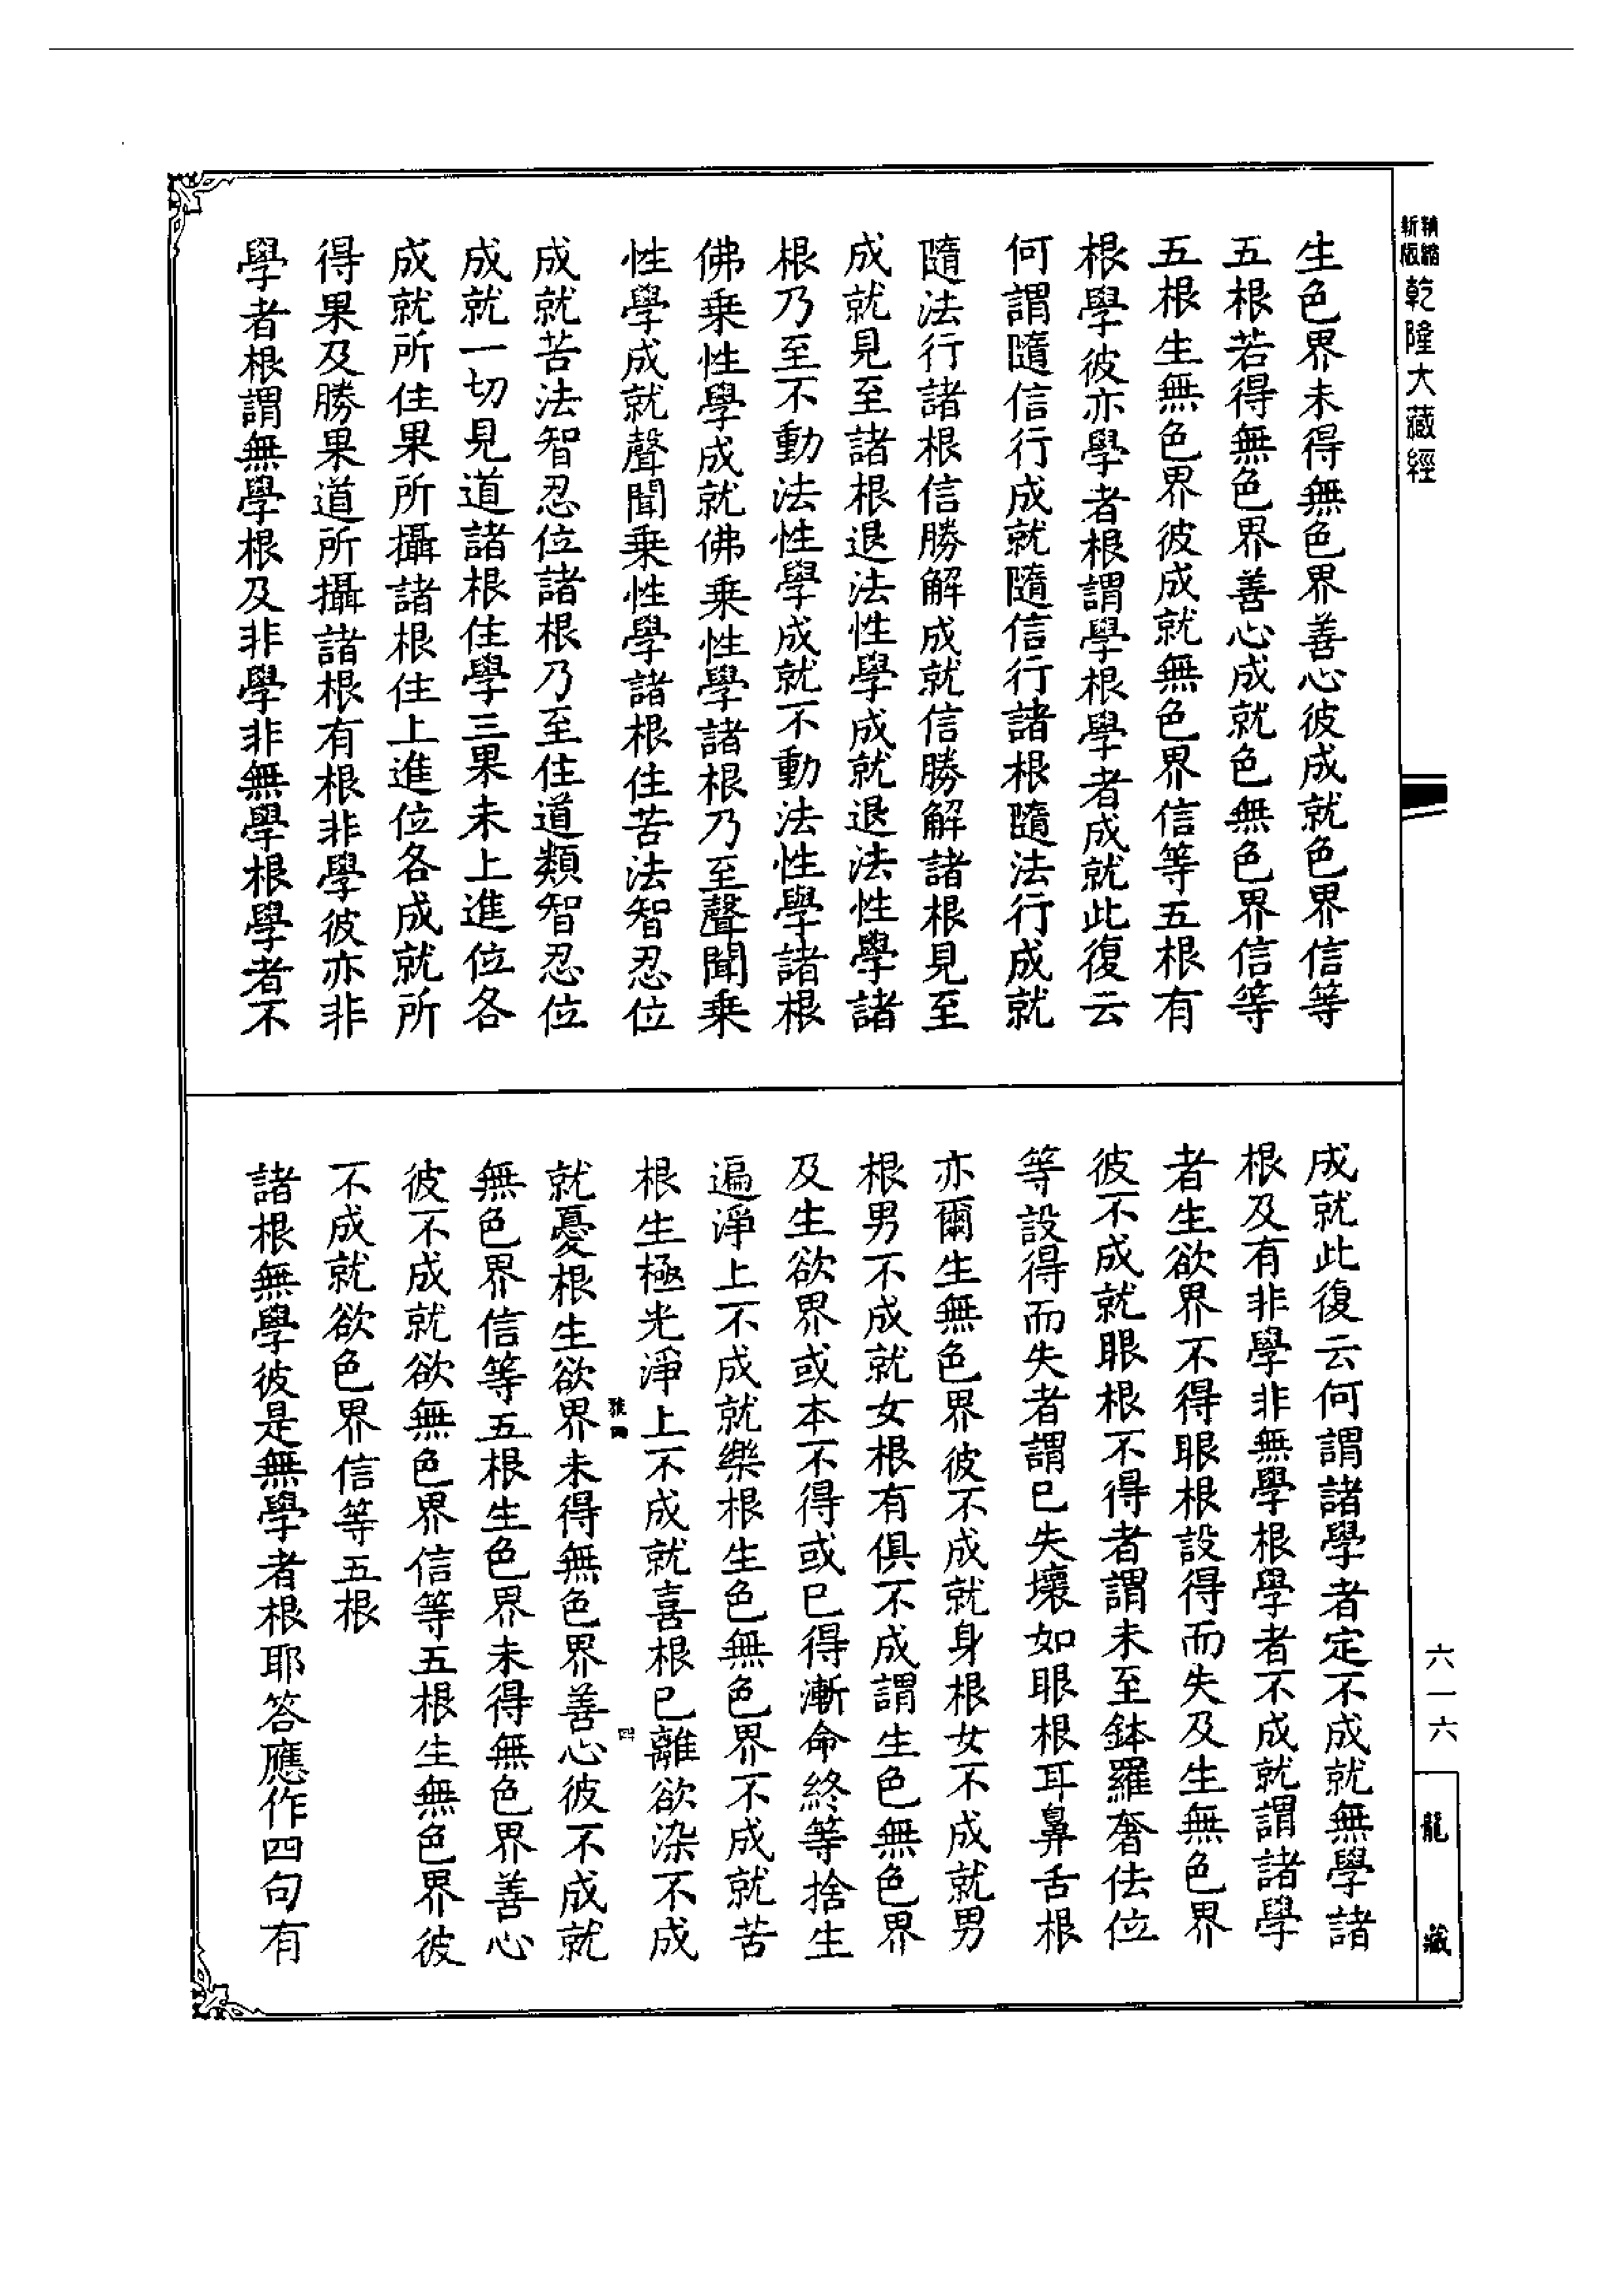 精縮新版 乾隆大藏經
生色界未得無色界善心彼成就色界信等
五根若得無色界善心成就色無色界信等
五根生無色界彼成就無色界信等五根有
根學彼亦學者根謂學根學者成就此復云
何謂隨信行成就隨信行諸根隨法行成就
隨法行諸根信勝解成就信勝解諸根見至
成就見至諸根退法性學成就退法性學諸
根乃至不動法性學成就不動法性學諸根
佛乘性學成就佛乘性學諸根乃至聲聞乘
性學成就聲聞乘性學諸根住苦法智忍位
成就苦法智忍位諸根乃至住道類智忍位
成就一切見道諸根住學三果未上進位各
成就所住果所攝諸根住上進位各成就所
得果及勝果道所攝諸根有根非學彼亦非
學者根謂無學根及非學非無學根學者不
成就此復云何謂諸學者定不成就無學諸
根及有非學非無學根學者不成就謂諸學
者生欲界不得眼根設得而失及生無色界
彼不成就眼根不得者謂未至鉢羅奢佉位
等設得而失者謂已失壞如眼根耳鼻舌根
亦爾生無色界彼不成就身根女不成就男
根男不成就女根有俱不成謂生色無色界
及生欲界或本不得或已得漸命終等捨生
遍淨上不成就樂根生色無色界不成就苦
根生極光淨上不成就喜根已離欲染不成
就憂根生欲界未得無色界善心彼不成就
無色界信等五根生色界未得無色界善心
彼不成就欲無色界信等五根生無色界彼
不成就欲色界信等五根
諸根無學彼是無學者根耶答應作四句有
六一六
龍藏